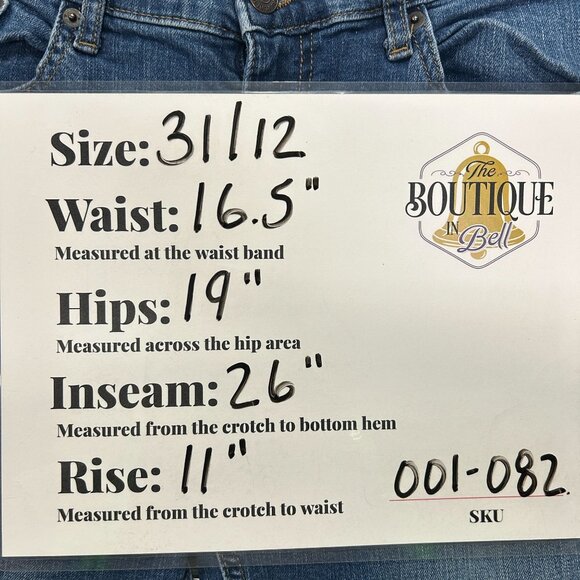 Size: 31/12
The
BOUTIQUE
IN
Bell
Waist: 16.5"
Measured at the waist band
Hips: 19"
Measured across the hip area
Inseam: 26"
Measured from the crotch to bottom hem
Rise: 11"
Measured from the crotch to waist
001-082
SKU